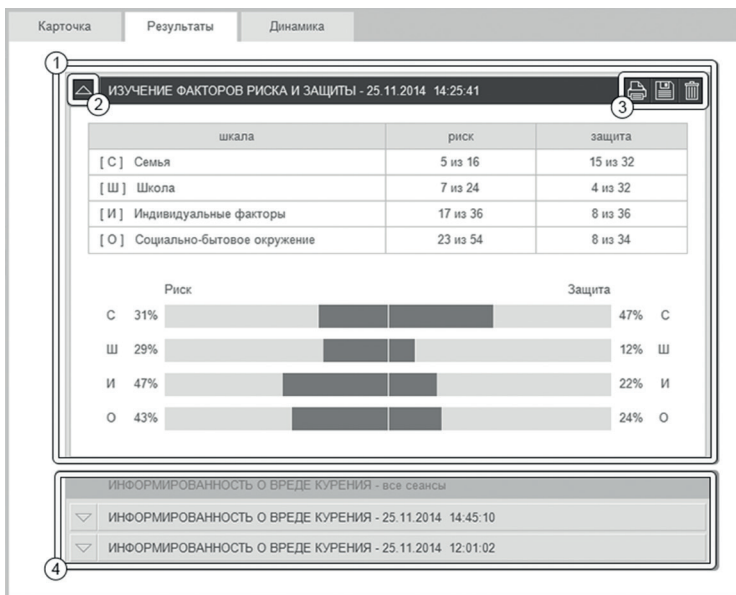 Карточка Результаты Динамика
1
2
ИЗУЧЕНИЕ ФАКТОРОВ РИСКА И ЗАЩИТЫ - 25.11.2014 14:25:41
3
шкала риск защита
[ С ] Семья 5 из 16 15 из 32
[ Ш ] Школа 7 из 24 4 из 32
[ И ] Индивидуальные факторы 17 из 36 8 из 36
[ О ] Социально-бытовое окружение 23 из 54 8 из 34
Риск Защита
С 31% 47% С
Ш 29% 12% Ш
И 47% 22% И
О 43% 24% О
ИНФОРМИРОВАННОСТЬ О ВРЕДЕ КУРЕНИЯ - все сеансы
ИНФОРМИРОВАННОСТЬ О ВРЕДЕ КУРЕНИЯ - 25.11.2014 14:45:10
ИНФОРМИРОВАННОСТЬ О ВРЕДЕ КУРЕНИЯ - 25.11.2014 12:01:02
4